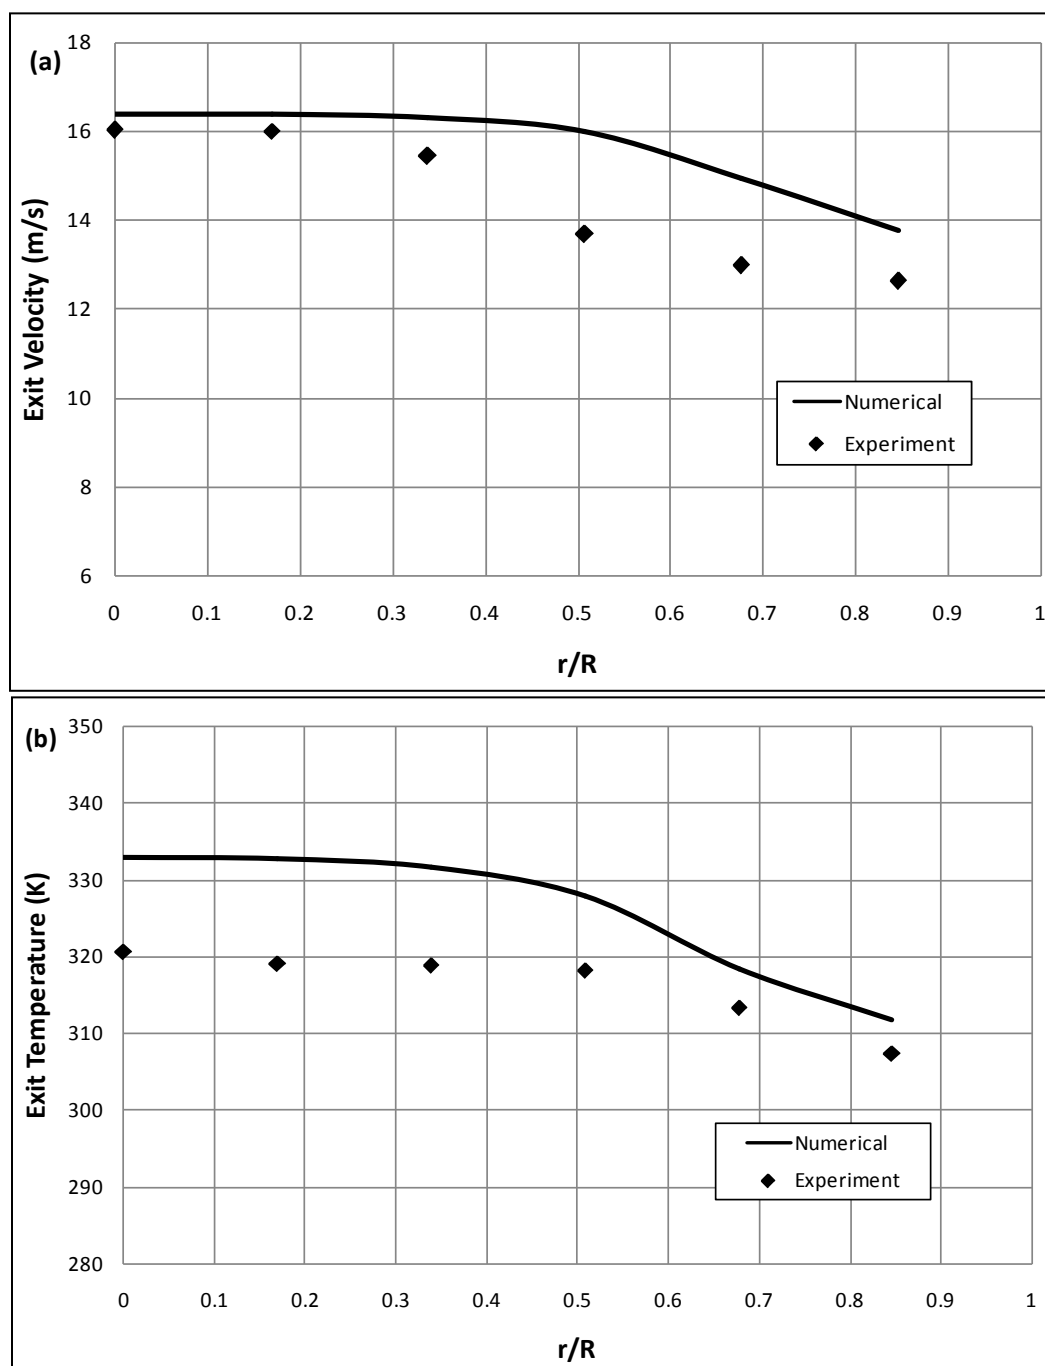 (a)
Exit Velocity (m/s)
18
16
14
12
10
8
6
0 0.1 0.2 0.3 0.4 0.5 0.6 0.7 0.8 0.9 1
r/R
Numerical
Experiment
(b)
Exit Temperature (K)
350
340
330
320
310
300
290
280
0 0.1 0.2 0.3 0.4 0.5 0.6 0.7 0.8 0.9 1
r/R
Numerical
Experiment